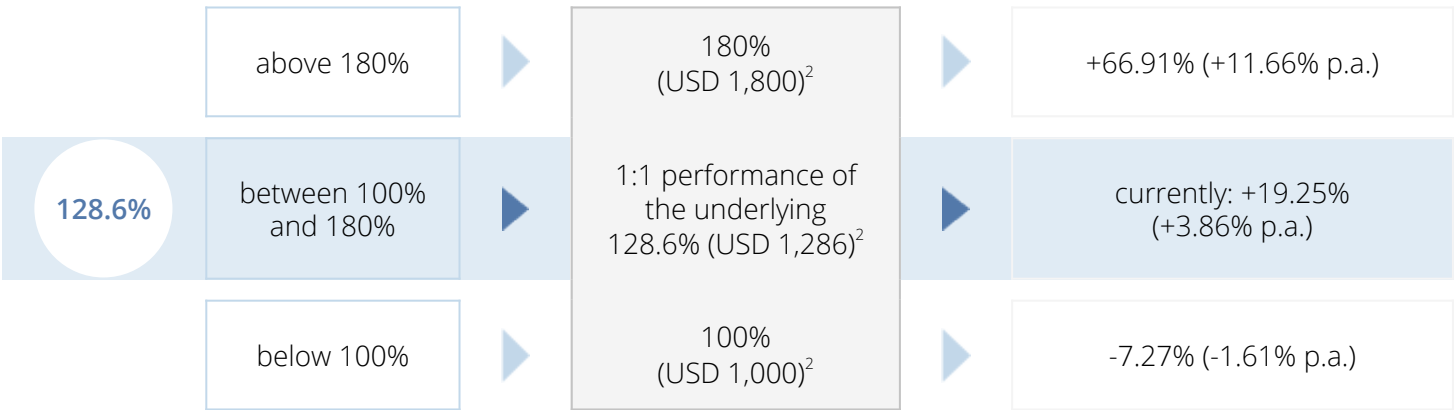 above 180%
180%
(USD 1,800)2
+66.91% (+11.66% p.a.)
128.6%
between 100%
and 180%
1:1 performance of
the underlying
128.6% (USD 1,286)2
currently: +19.25%
(+3.86% p.a.)
below 100%
100%
(USD 1,000)2
-7.27% (-1.61% p.a.)